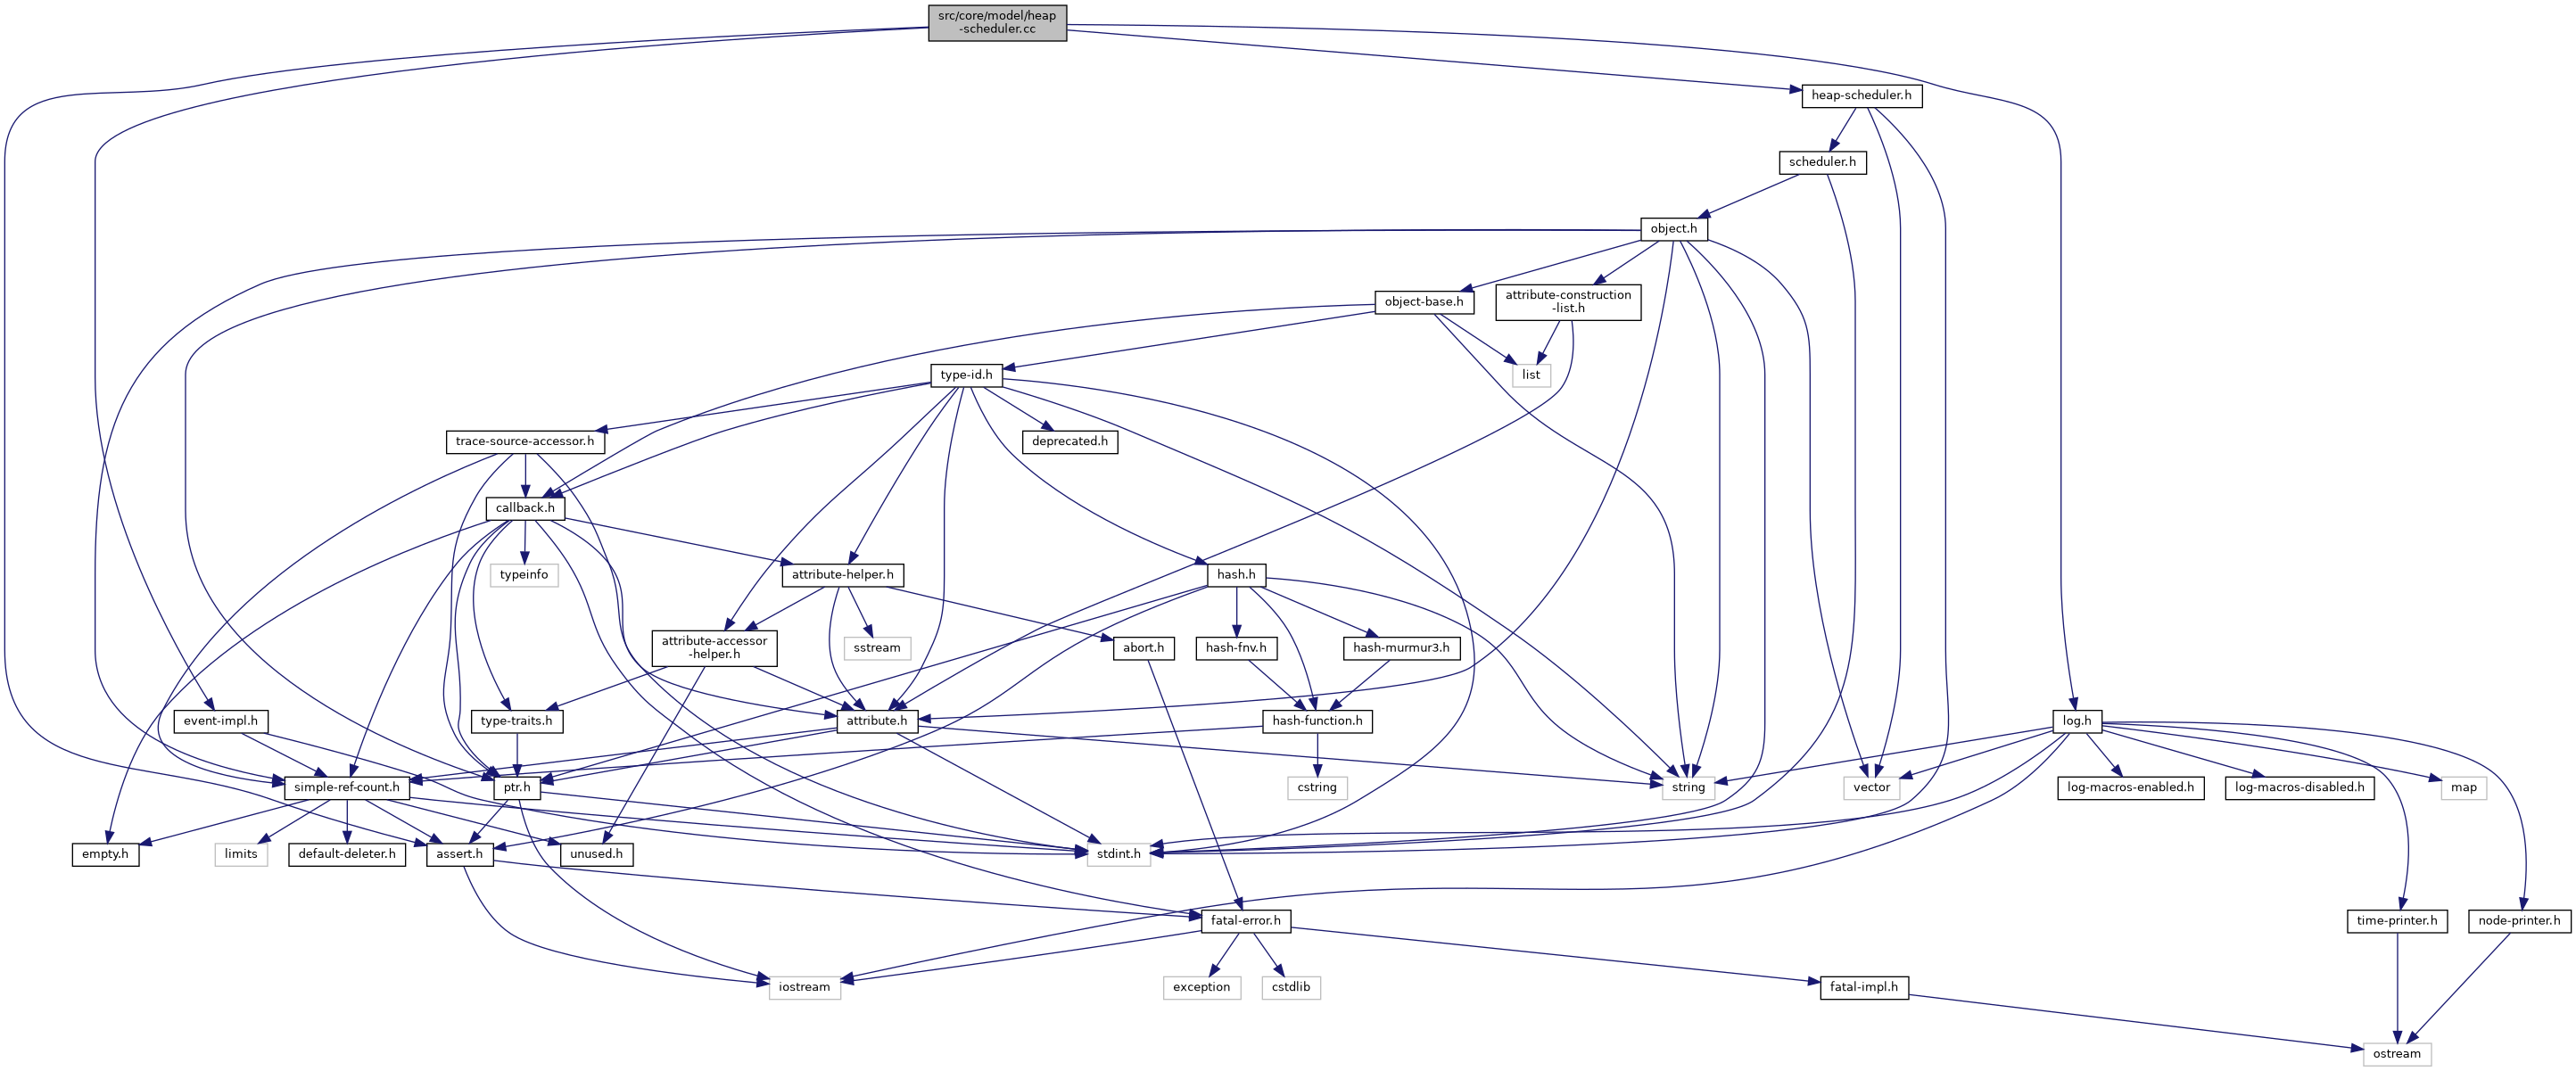 src/core/model/heap
-scheduler.cc
heap-scheduler.h
scheduler.h
object.h
object-base.h
attribute-construction
-list.h
type-id.h
list
trace-source-accessor.h
deprecated.h
callback.h
typeinfo
attribute-helper.h
hash.h
attribute-accessor
-helper.h
sstream
abort.h
hash-fnv.h
hash-murmur3.h
event-impl.h
type-traits.h
attribute.h
hash-function.h
log.h
simple-ref-count.h
ptr.h
cstring
string
vector
log-macros-enabled.h
log-macros-disabled.h
map
empty.h
limits
default-deleter.h
assert.h
unused.h
stdint.h
fatal-error.h
time-printer.h
node-printer.h
iostream
exception
cstdlib
fatal-impl.h
ostream